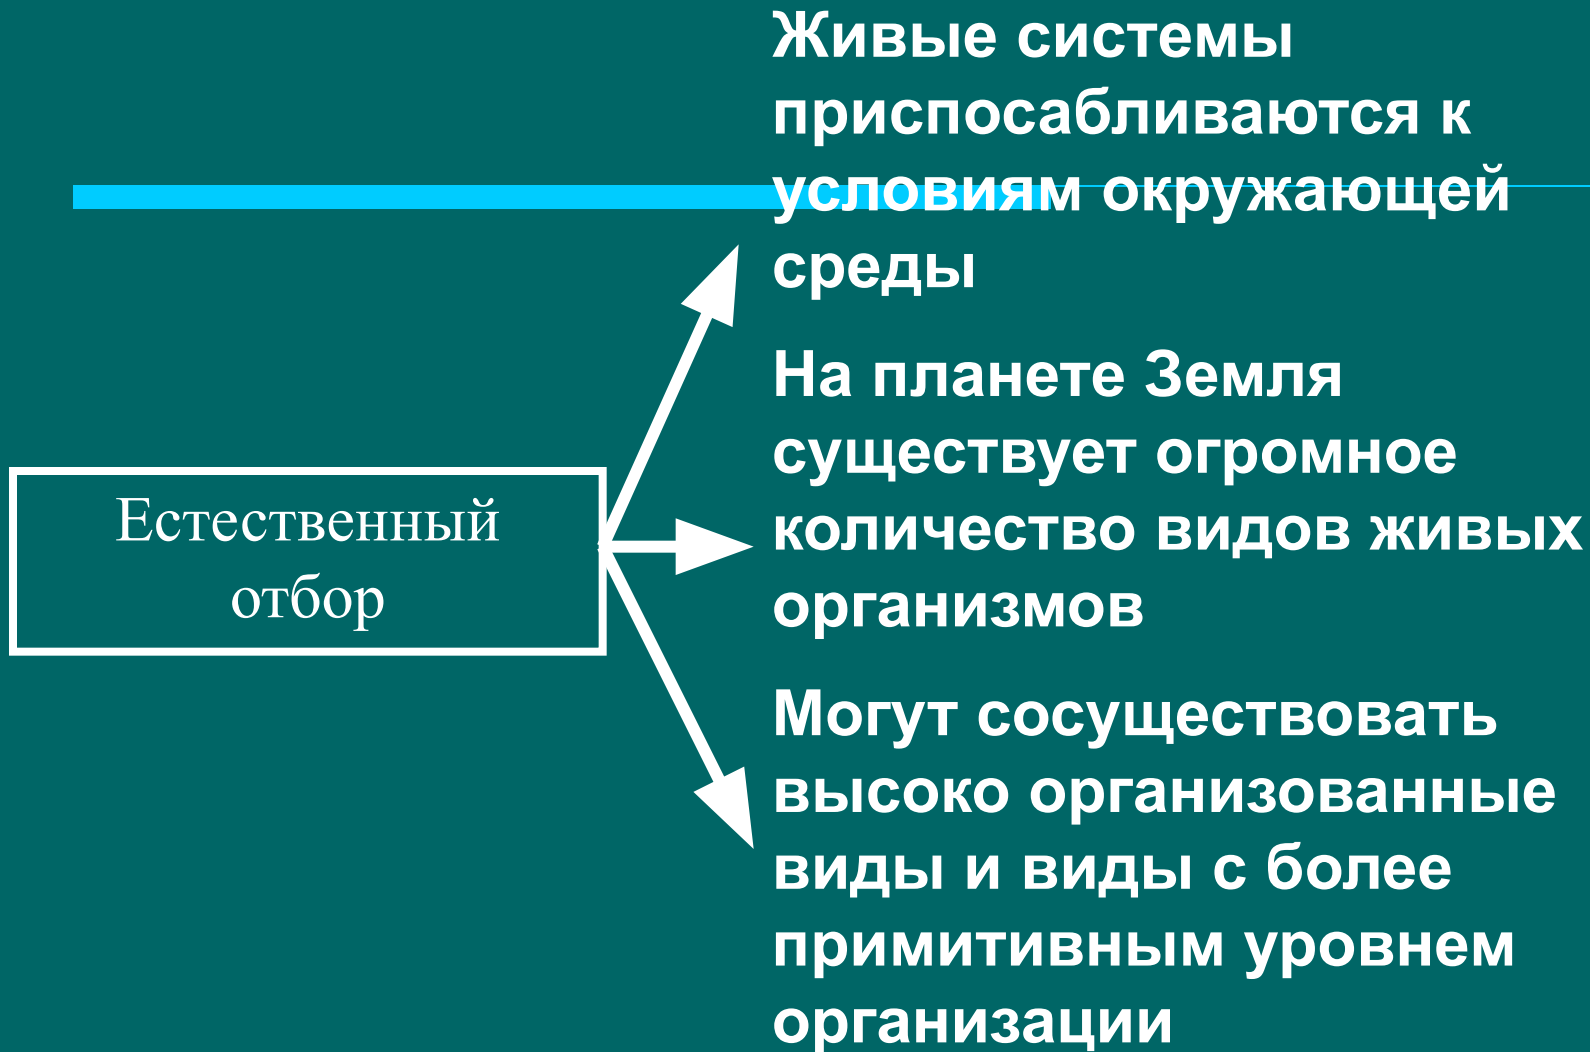 Живые системы
приспосабливаются к
условиям окружающей
среды
На планете Земля
существует огромное
количество видов живых
организмов
Естественный
отбор
Могут сосуществовать
высоко организованные
виды и виды с более
примитивным уровнем
организации